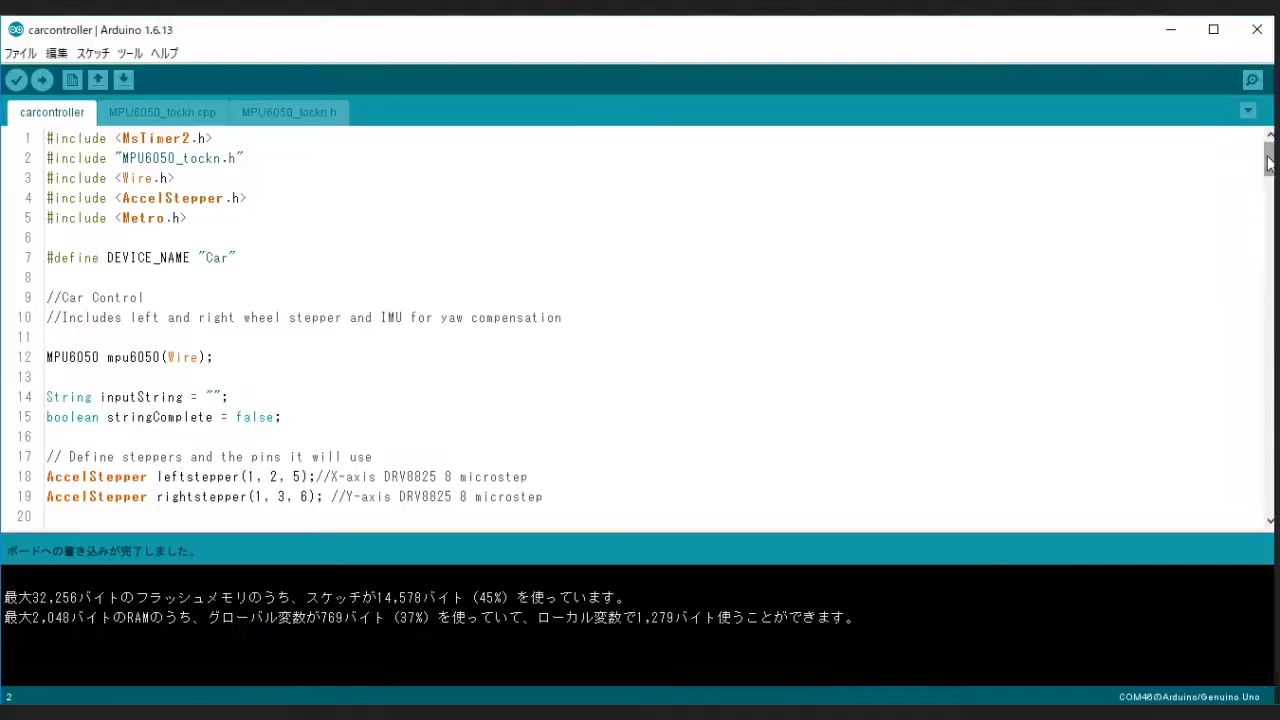 carcontroller | Arduino 1.6.13
ファイル 編集 スケッチ ツール ヘルプ
carcontroller MPU6050_tockn.cpp MPU6050_tockn.h
1 #include <MsTimer2.h>
2 #include "MPU6050_tockn.h"
3 #include <Wire.h>
4 #include <AccelStepper.h>
5 #include <Metro.h>
6
7 #define DEVICE_NAME "Car"
8
9 //Car Control
10 //Includes left and right wheel stepper and IMU for yaw compensation
11
12 MPU6050 mpu6050(Wire);
13
14 String inputString = "";
15 boolean stringComplete = false;
16
17 // Define steppers and the pins it will use
18 AccelStepper leftstepper(1, 2, 5);//X-axis DRV8825 8 microstep
19 AccelStepper rightstepper(1, 3, 6); //Y-axis DRV8825 8 microstep
20
ボードへの書き込みが完了しました。
最大32,256バイトのフラッシュメモリのうち、スケッチが14,578バイト（45%）を使っています。
最大2,048バイトのRAMのうち、グローバル変数が769バイト（37%）を使っていて、ローカル変数で1,279バイト使うことができます。
2 COM46のArduino/Genuino Uno